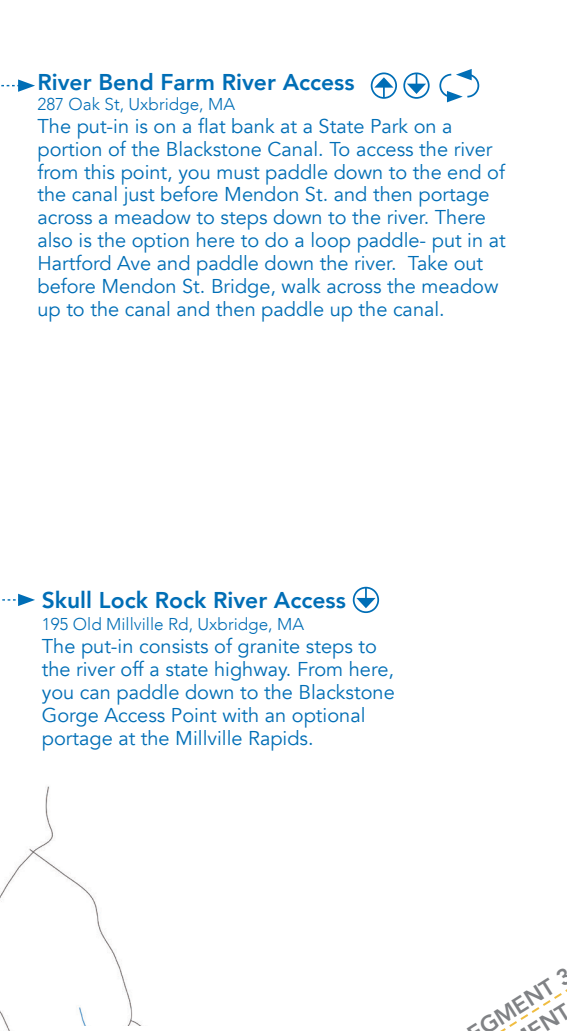 River Bend Farm River Access
287 Oak St, Uxbridge, MA
The put-in is on a flat bank at a State Park on a
portion of the Blackstone Canal. To access the river
from this point, you must paddle down to the end of
the canal just before Mendon St. and then portage
across a meadow to steps down to the river. There
also is the option here to do a loop paddle- put in at
Hartford Ave and paddle down the river.  Take out
before Mendon St. Bridge, walk across the meadow
up to the canal and then paddle up the canal.
Skull Lock Rock River Access
195 Old Millville Rd, Uxbridge, MA
The put-in consists of granite steps to
the river off a state highway. From here,
you can paddle down to the Blackstone
Gorge Access Point with an optional
portage at the Millville Rapids.
EGMENT 3